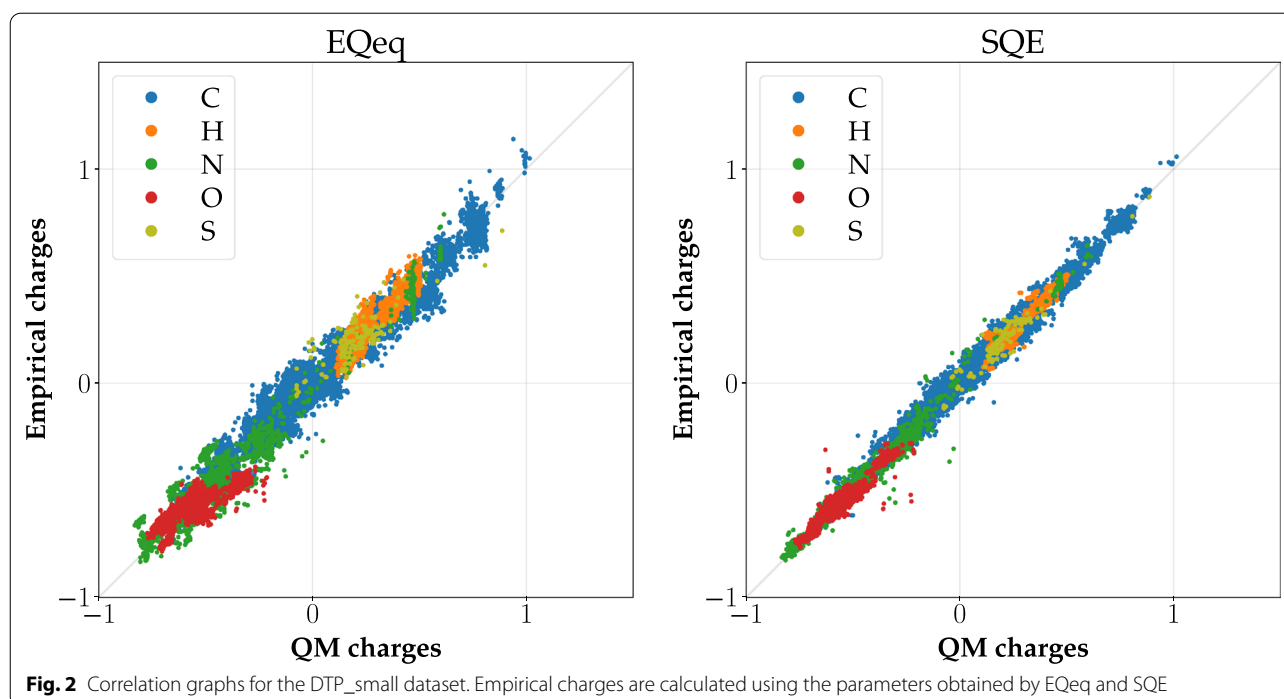 EQeq
SQE
C
H
N
O
S
1
0
−1
−1
0
1
Empirical charges
QM charges
C
H
N
O
S
1
0
−1
−1
0
1
Empirical charges
QM charges
Fig. 2 Correlation graphs for the DTP_small dataset. Empirical charges are calculated using the parameters obtained by EQeq and SQE